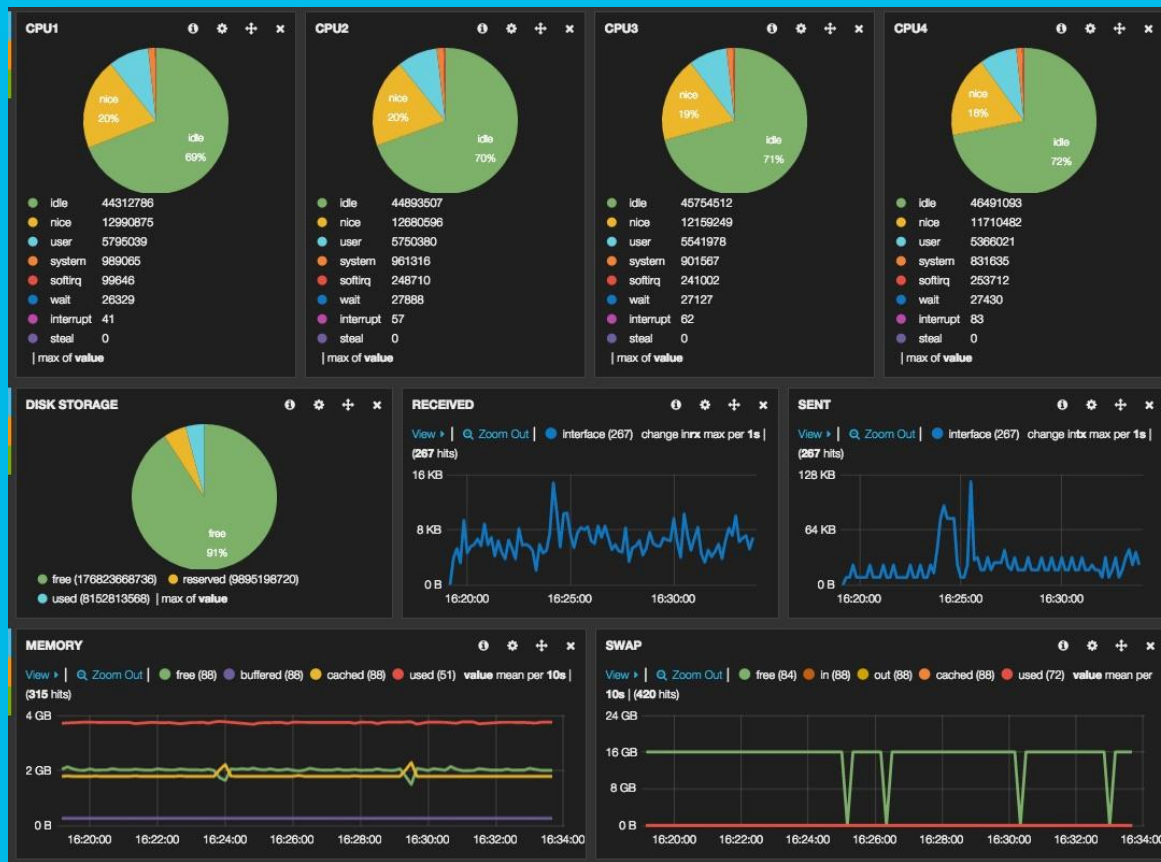 CPU1
nice
20%
idle
69%
idle 44312786
nice 12990875
user 5795039
system 989065
softirq 99646
wait 26329
interrupt 41
steal 0
| max of value
CPU2
nice
20%
idle
70%
idle 44893507
nice 12680596
user 5750380
system 961316
softirq 248710
wait 27888
interrupt 57
steal 0
| max of value
CPU3
nice
19%
idle
71%
idle 45754512
nice 12159249
user 5541978
system 901567
softirq 241002
wait 27127
interrupt 62
steal 0
| max of value
CPU4
nice
18%
idle
72%
idle 46491093
nice 11710482
user 5366021
system 831635
softirq 253712
wait 27430
interrupt 83
steal 0
| max of value
DISK STORAGE
free
91%
free (176823668736) reserved (9895198720)
used (8152813568) | max of value
RECEIVED
View | Zoom Out | interface (267) change inrx max per 1s |
(267 hits)
16 KB
8 KB
0 B
16:20:00 16:25:00 16:30:00
SENT
View | Zoom Out | interface (267) change intx max per 1s |
(267 hits)
128 KB
64 KB
0 B
16:20:00 16:25:00 16:30:00
MEMORY
View | Zoom Out | free (88) buffered (88) cached (88) used (51) value mean per 10s |
(315 hits)
4 GB
2 GB
0 B
16:20:00 16:22:00 16:24:00 16:26:00 16:28:00 16:30:00 16:32:00 16:34:00
SWAP
View | Zoom Out | free (84) in (88) out (88) cached (88) used (72) value mean per
10s | (420 hits)
24 GB
16 GB
8 GB
0 B
16:20:00 16:22:00 16:24:00 16:26:00 16:28:00 16:30:00 16:32:00 16:34:00